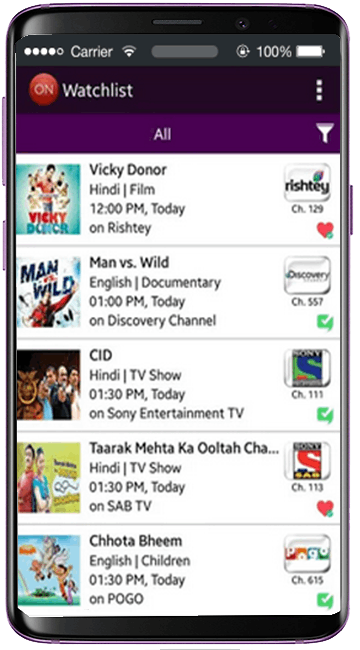 Carrier 100%
ON Watchlist
All
VICKY DONOR
Vicky Donor
Hindi | Film
12:00 PM, Today
on Rishtey
rishtey
Ch. 129
MAN vs. WILD
Man vs. Wild
English | Documentary
01:00 PM, Today
on Discovery Channel
Discovery
Ch. 557
CID
Hindi | TV Show
01:30 PM, Today
on Sony Entertainment TV
SONY
Ch. 111
Taarak Mehta Ka Ooltah Cha...
Hindi | TV Show
01:30 PM, Today
on SAB TV
SONY
SAB
Ch. 113
Chhota Bheem
English | Children
01:30 PM, Today
on POGO
POGO
Ch. 615